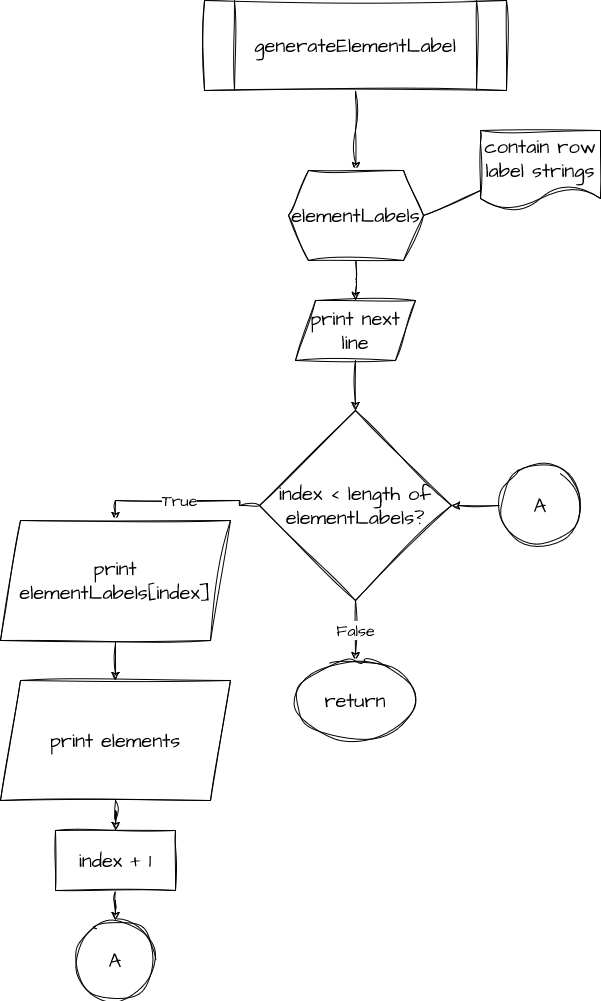 generateElementLabel
contain row
label strings
elementLabels
print next
line
index < length of
elementLabels?
A
True
print
elementLabels[index]
False
return
print elements
index + 1
A